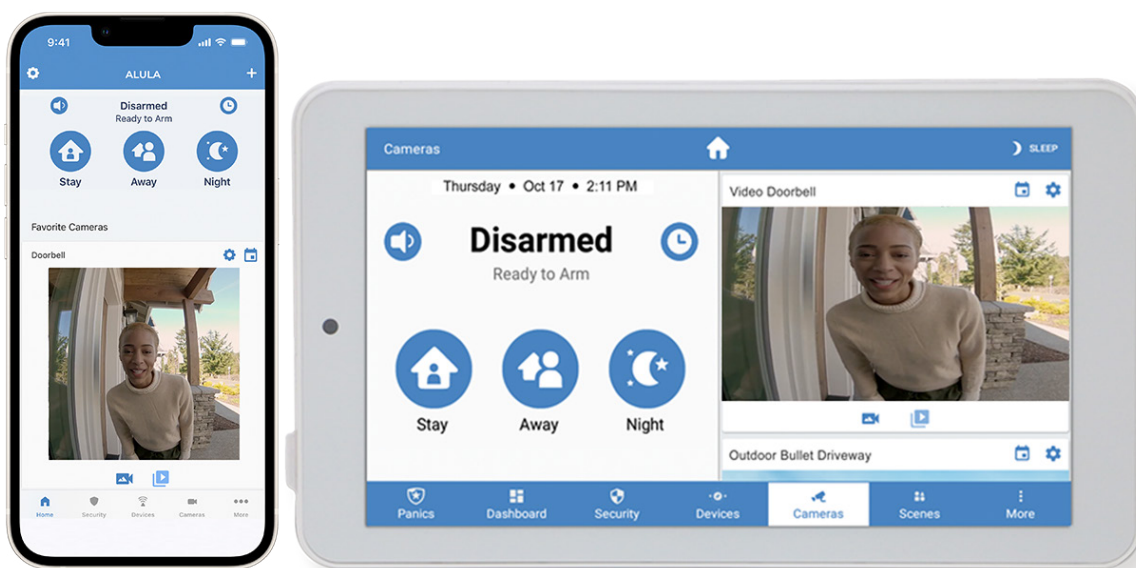 9:41
ALULA
Disarmed
Ready to Arm
Stay Away Night
Favorite Cameras
Doorbell
Home Security Devices Cameras More
Cameras SLEEP
Thursday • Oct 17 • 2:11 PM
Disarmed
Ready to Arm
Stay Away Night
Video Doorbell
Outdoor Bullet Driveway
Panics Dashboard Security Devices Cameras Scenes More